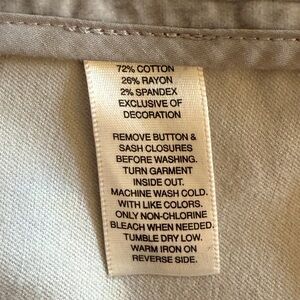 72% COTTON
26% RAYON
2% SPANDEX
EXCLUSIVE OF
DECORATION
REMOVE BUTTON &
SASH CLOSURES
BEFORE WASHING.
TURN GARMENT
INSIDE OUT.
MACHINE WASH COLD.
WITH LIKE COLORS.
ONLY NON-CHLORINE
BLEACH WHEN NEEDED.
TUMBLE DRY LOW.
WARM IRON ON
REVERSE SIDE.